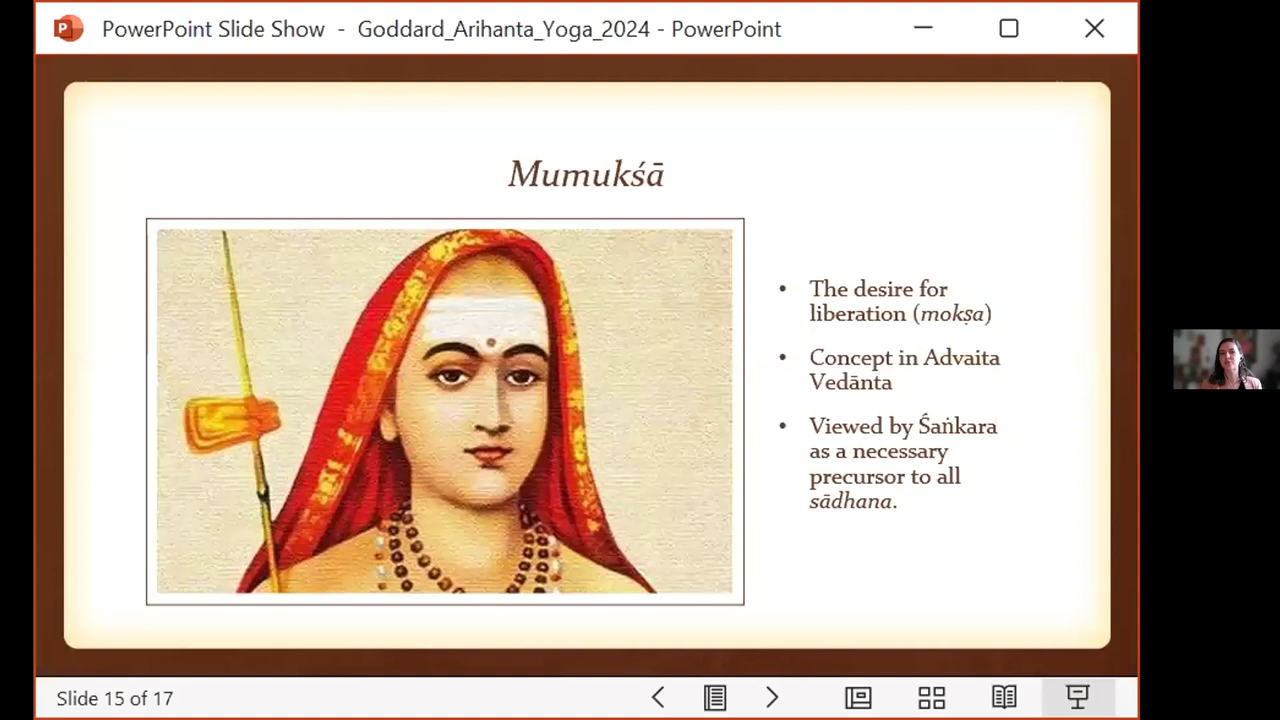 PowerPoint Slide Show - Goddard_Arihanta_Yoga_2024 - PowerPoint
Mumukśā
• The desire for
liberation (mokṣa)
• Concept in Advaita
Vedānta
• Viewed by Śaṅkara
as a necessary
precursor to all
sādhana.
Slide 15 of 17